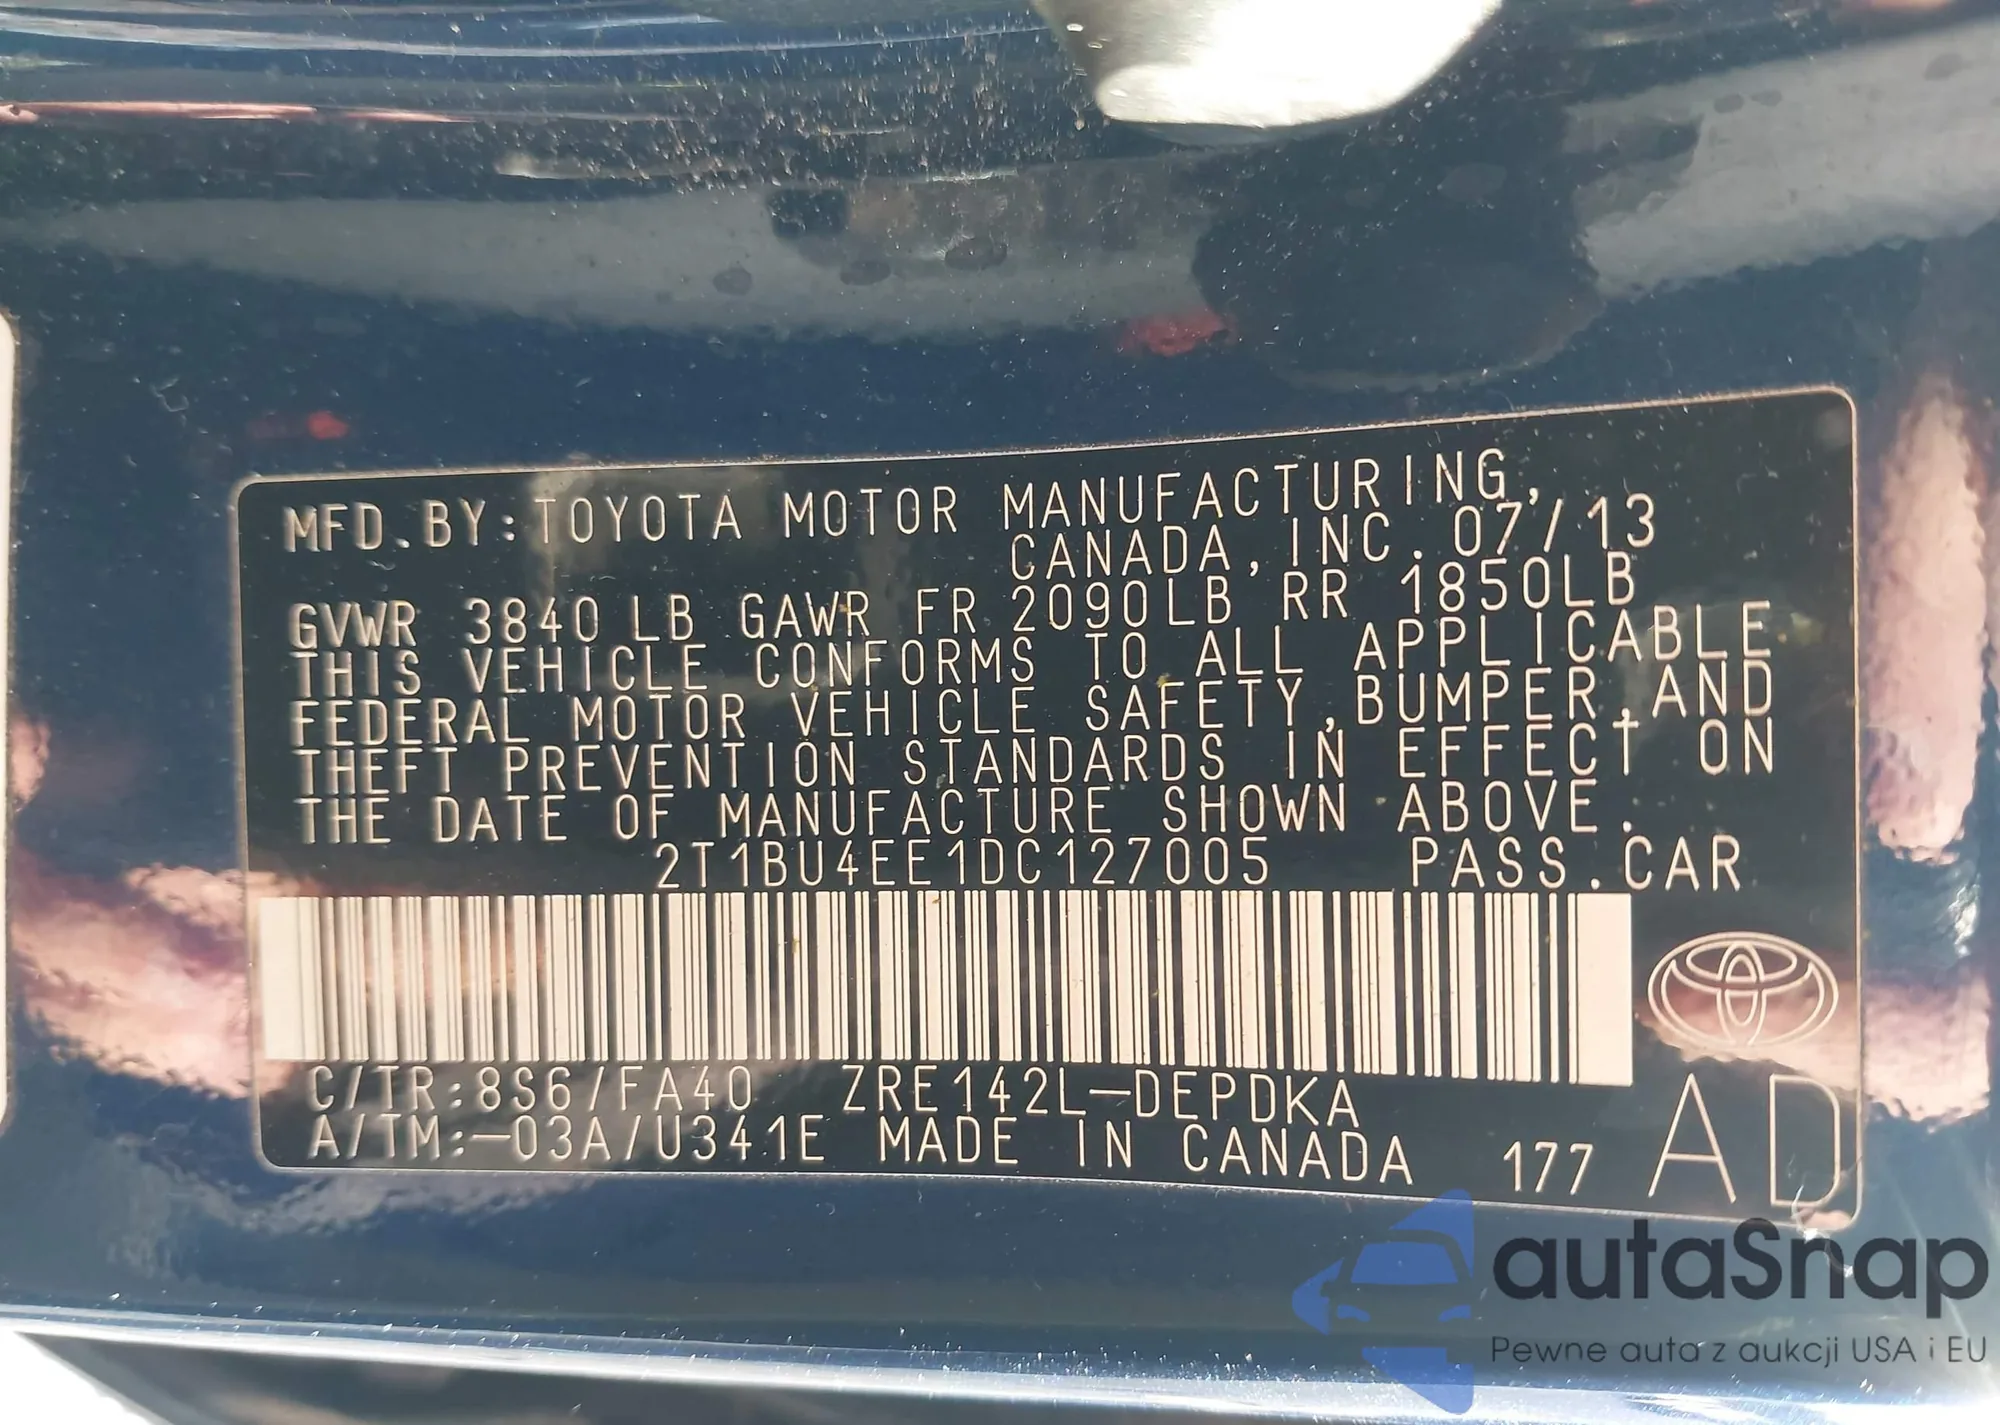 MFD.BY:TOYOTA MOTOR MANUFACTURING,
CANADA,INC. 07/13
GVWR 3840 LB GAWR FR 2090LB RR 1850LB
THIS VEHICLE CONFORMS TO ALL APPLICABLE
FEDERAL MOTOR VEHICLE SAFETY,BUMPER,AND
THEFT PREVENTION STANDARDS IN EFFECT ON
THE DATE OF MANUFACTURE SHOWN ABOVE.
2T1BU4EE1DC127005 PASS.CAR
C/TR:8S6/FA40 ZRE142L-DEPDKA
A/TM:-03A/U341E MADE IN CANADA 177 AD
autaSnap
Pewne auta z aukcji USA i EU